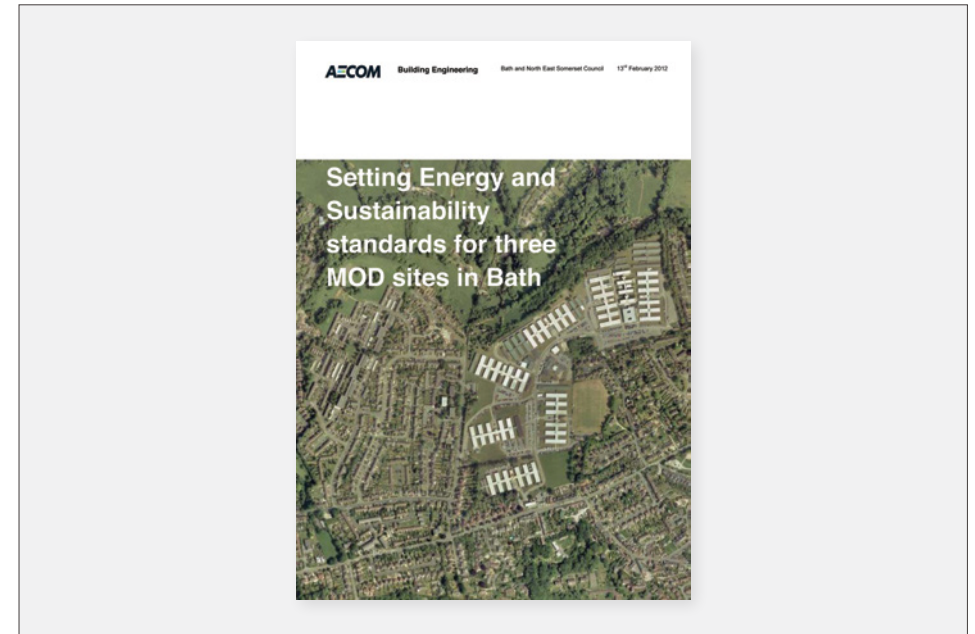 AECOM Building Engineering Bath and North East Somerset Council 13th February 2012
Setting Energy and
Sustainability
standards for three
MOD sites in Bath